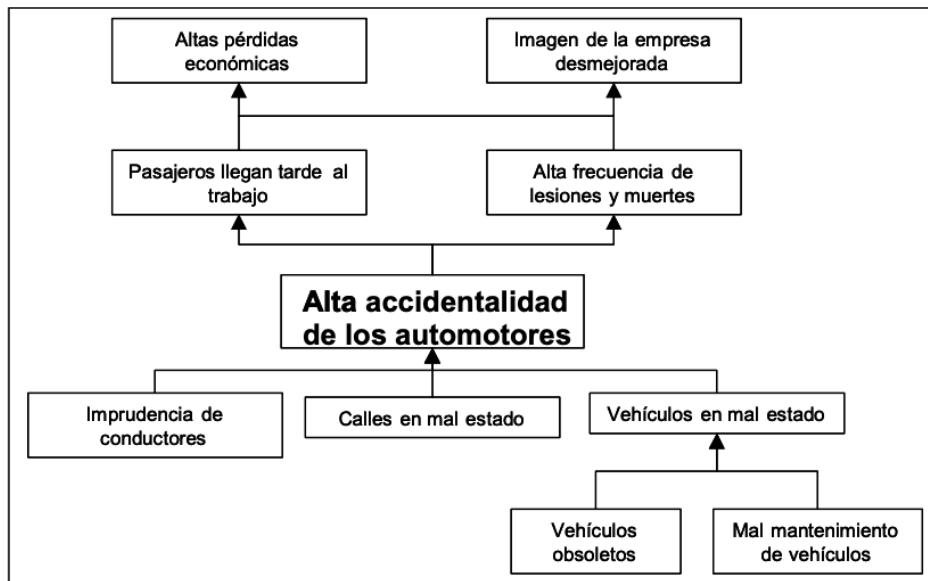 Altas pérdidas
económicas
Imagen de la empresa
desmejorada
Pasajeros llegan tarde al
trabajo
Alta frecuencia de
lesiones y muertes
Alta accidentalidad
de los automotores
Imprudencia de
conductores
Calles en mal estado
Vehículos en mal estado
Vehículos
obsoletos
Mal mantenimiento
de vehículos